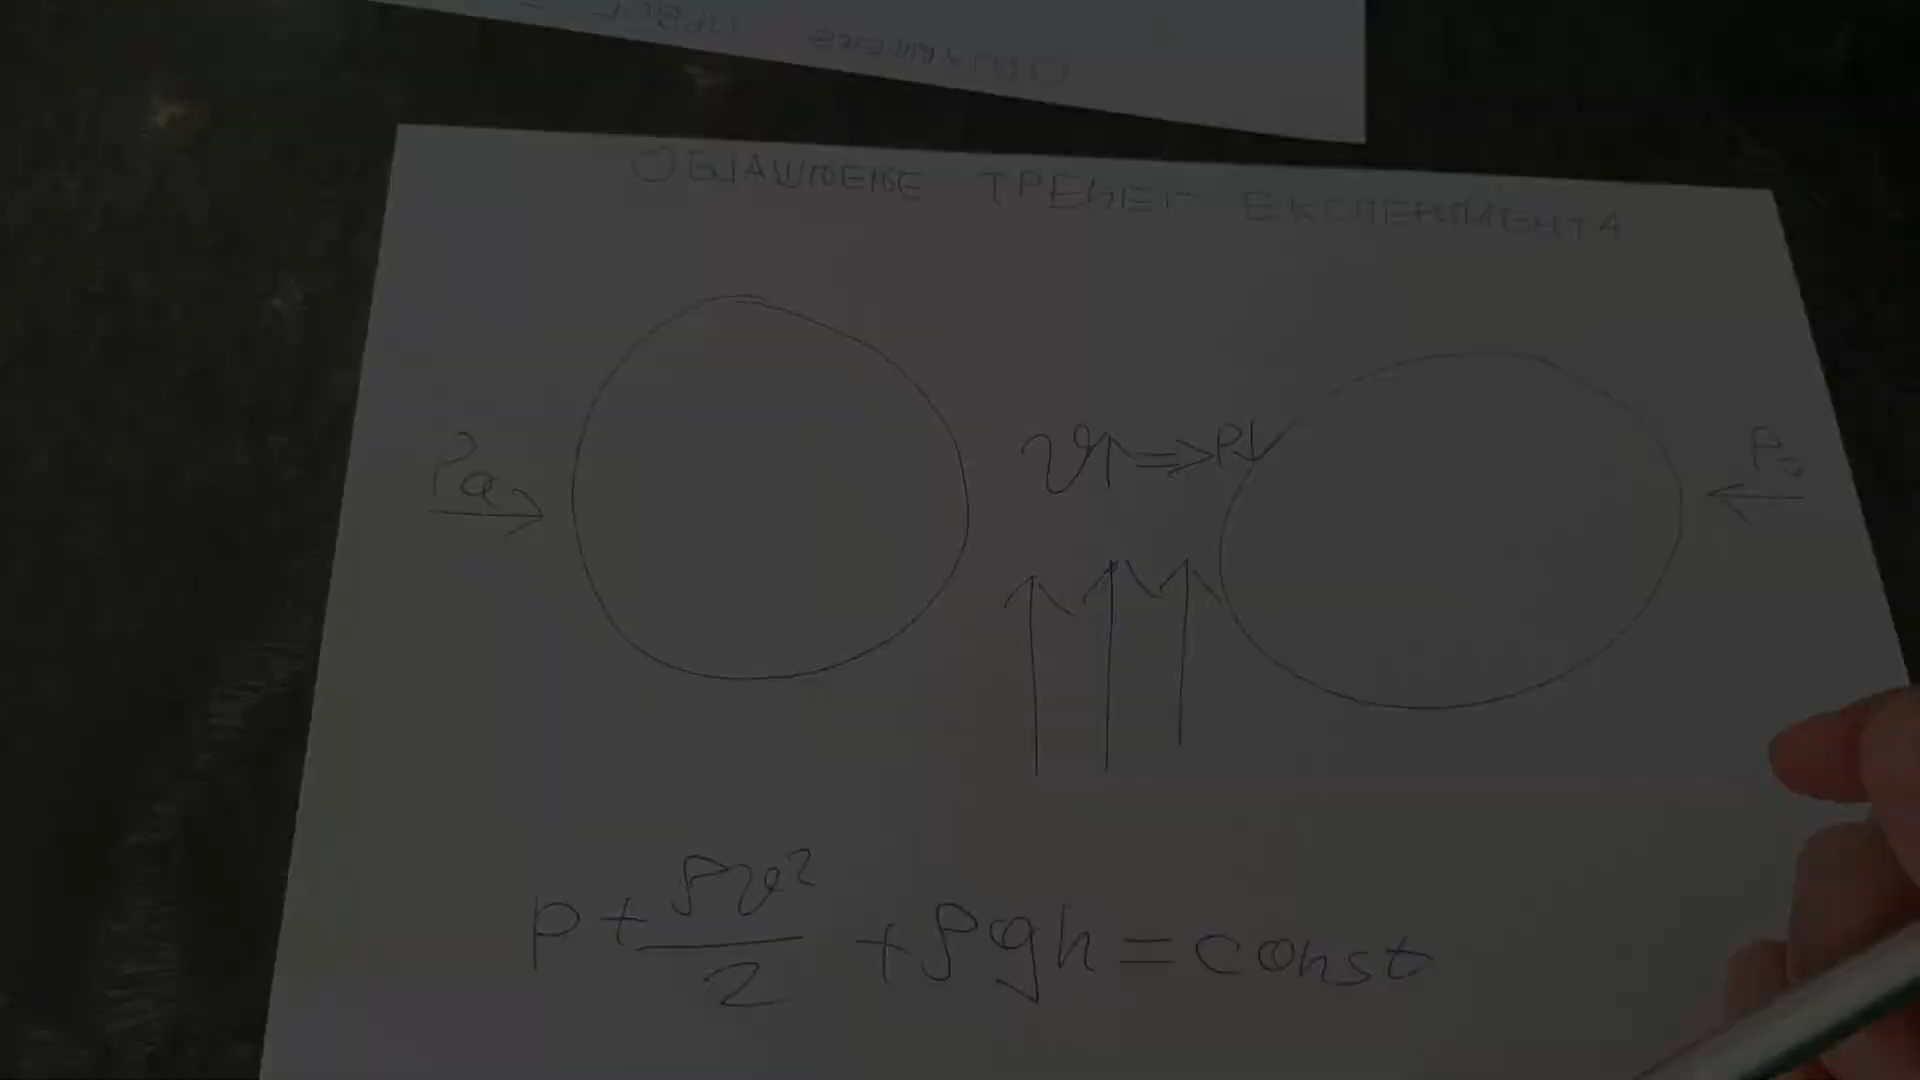 ОБЈАШЊЕЊЕ ТРЕЋЕГ ЕКСПЕРИМЕНТА
Pa
v↑=>p↓
Pa
p + ρv²/2 + ρgh = const